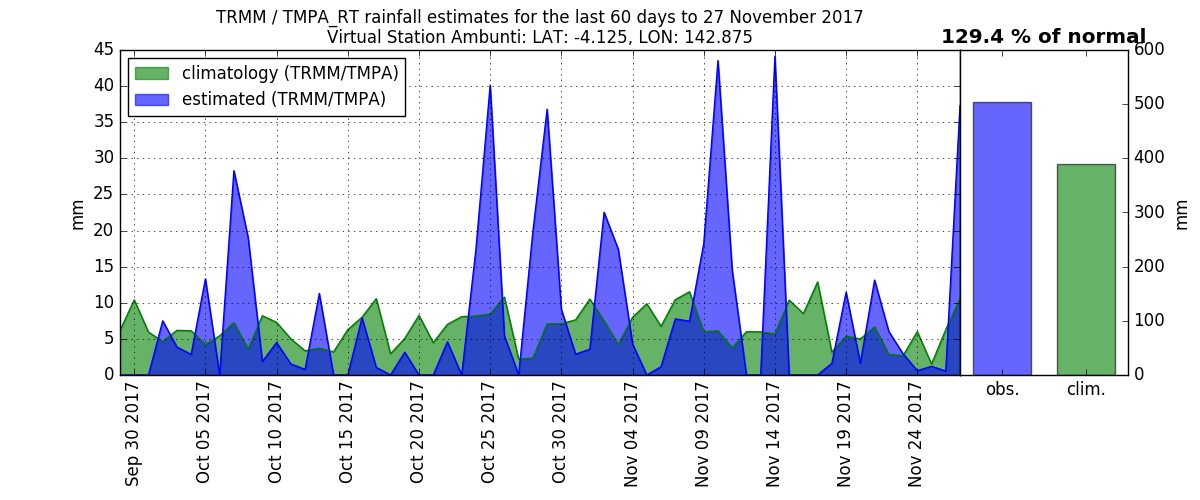 TRMM / TMPA_RT rainfall estimates for the last 60 days to 27 November 2017
Virtual Station Ambunti: LAT: -4.125, LON: 142.875
129.4 % of normal
climatology (TRMM/TMPA)
estimated (TRMM/TMPA)
45
40
35
30
25
20
15
10
5
0
mm
600
500
400
300
200
100
0
mm
Sep 30 2017
Oct 05 2017
Oct 10 2017
Oct 15 2017
Oct 20 2017
Oct 25 2017
Oct 30 2017
Nov 04 2017
Nov 09 2017
Nov 14 2017
Nov 19 2017
Nov 24 2017
obs.
clim.